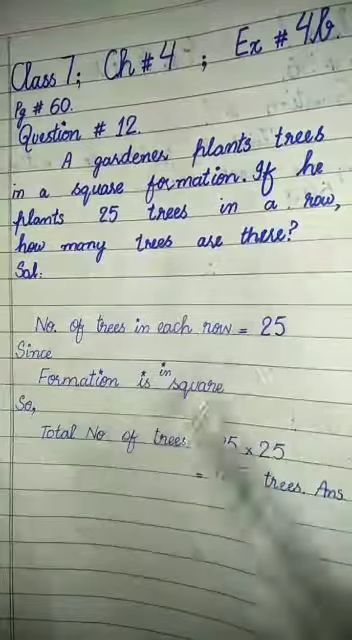 Class 7; Ch # 4 ; Ex # 4b.
Pg # 60.
Question # 12.
A gardener plants trees
in a square formation. If he
plants 25 trees in a row,
how many trees are there?
Sol:
No. of trees in each row = 25
Since
Formation is in square
So,
Total No of trees 5 × 25
= trees. Ans